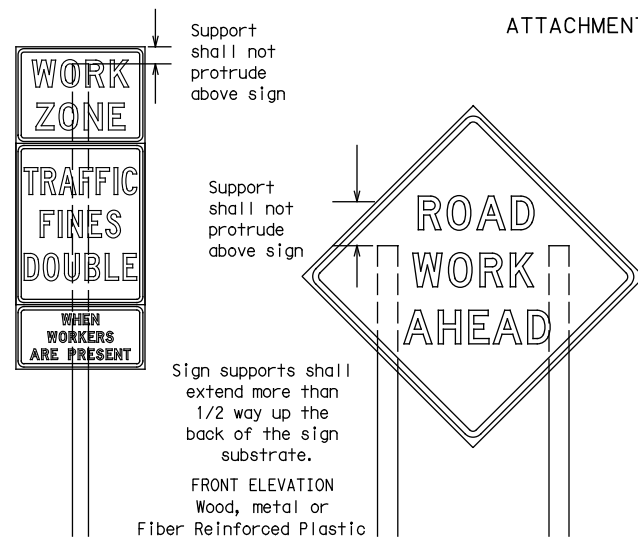 ATTACHMENT
Support
shall not
protrude
above sign
WORK
ZONE
TRAFFIC
FINES
DOUBLE
WHEN
WORKERS
ARE PRESENT
Support
shall not
protrude
above sign
ROAD
WORK
AHEAD
Sign supports shall
extend more than
1/2 way up the
back of the sign
substrate.
FRONT ELEVATION
Wood, metal or
Fiber Reinforced Plastic